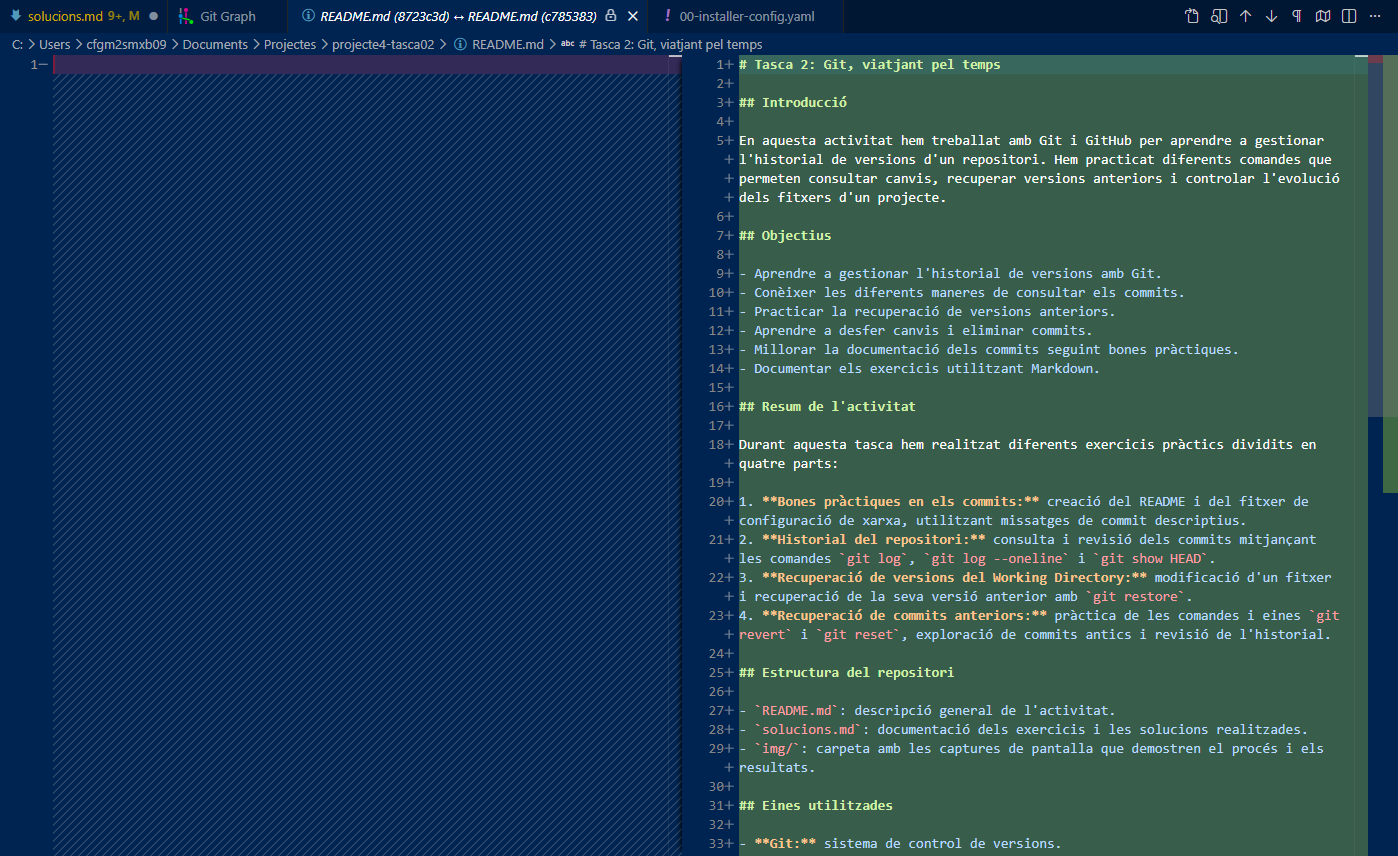 solucions.md 9+, M
Git Graph
README.md (8723c3d) ↔ README.md (c785383)
! 00-installer-config.yaml
C: > Users > cfgm2smxb09 > Documents > Projectes > projecte4-tasca02 > README.md > abc # Tasca 2: Git, viatjant pel temps
1−
1+ # Tasca 2: Git, viatjant pel temps
2+
3+ ## Introducció
4+
5+ En aquesta activitat hem treballat amb Git i GitHub per aprendre a gestionar
+ l'historial de versions d'un repositori. Hem practicat diferents comandes que
+ permeten consultar canvis, recuperar versions anteriors i controlar l'evolució
+ dels fitxers d'un projecte.
6+
7+ ## Objectius
8+
9+ - Aprendre a gestionar l'historial de versions amb Git.
10+ - Conèixer les diferents maneres de consultar els commits.
11+ - Practicar la recuperació de versions anteriors.
12+ - Aprendre a desfer canvis i eliminar commits.
13+ - Millorar la documentació dels commits seguint bones pràctiques.
14+ - Documentar els exercicis utilitzant Markdown.
15+
16+ ## Resum de l'activitat
17+
18+ Durant aquesta tasca hem realitzat diferents exercicis pràctics dividits en
+ quatre parts:
19+
20+ 1. **Bones pràctiques en els commits:** creació del README i del fitxer de
+ configuració de xarxa, utilitzant missatges de commit descriptius.
21+ 2. **Historial del repositori:** consulta i revisió dels commits mitjançant
+ les comandes `git log`, `git log --oneline` i `git show HEAD`.
22+ 3. **Recuperació de versions del Working Directory:** modificació d'un fitxer
+ i recuperació de la seva versió anterior amb `git restore`.
23+ 4. **Recuperació de commits anteriors:** pràctica de les comandes i eines `git
+ revert` i `git reset`, exploració de commits antics i revisió de l'historial.
24+
25+ ## Estructura del repositori
26+
27+ - `README.md`: descripció general de l'activitat.
28+ - `solucions.md`: documentació dels exercicis i les solucions realitzades.
29+ - `img/`: carpeta amb les captures de pantalla que demostren el procés i els
+ resultats.
30+
31+ ## Eines utilitzades
32+
33+ - **Git:** sistema de control de versions.